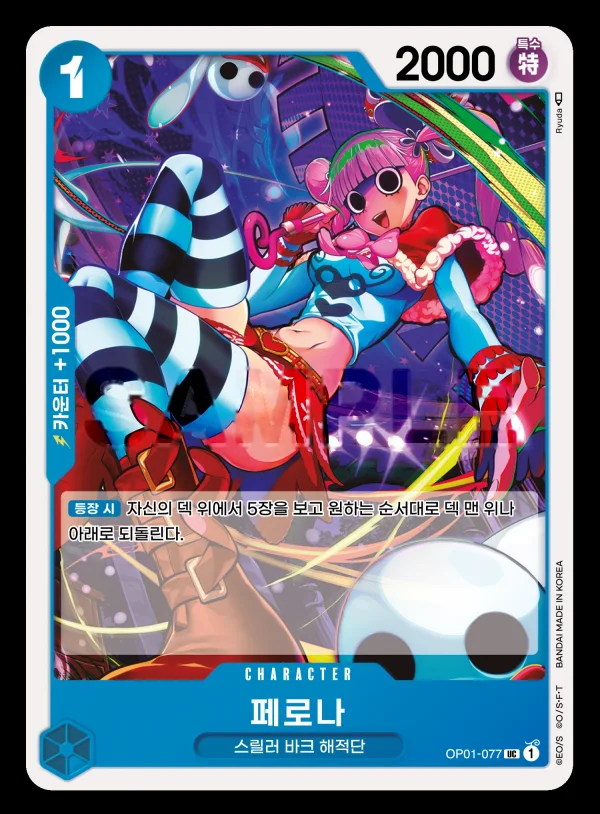 1
2000
특수
特
Ryuda
⚡카운터 +1000
SAMPLE
등장 시 자신의 덱 위에서 5장을 보고 원하는 순서대로 덱 맨 위나
아래로 되돌린다.
CHARACTER
페로나
스릴러 바크 해적단
OP01-077 UC 1
©EO/S ©O/S·F·T BANDAI MADE IN KOREA